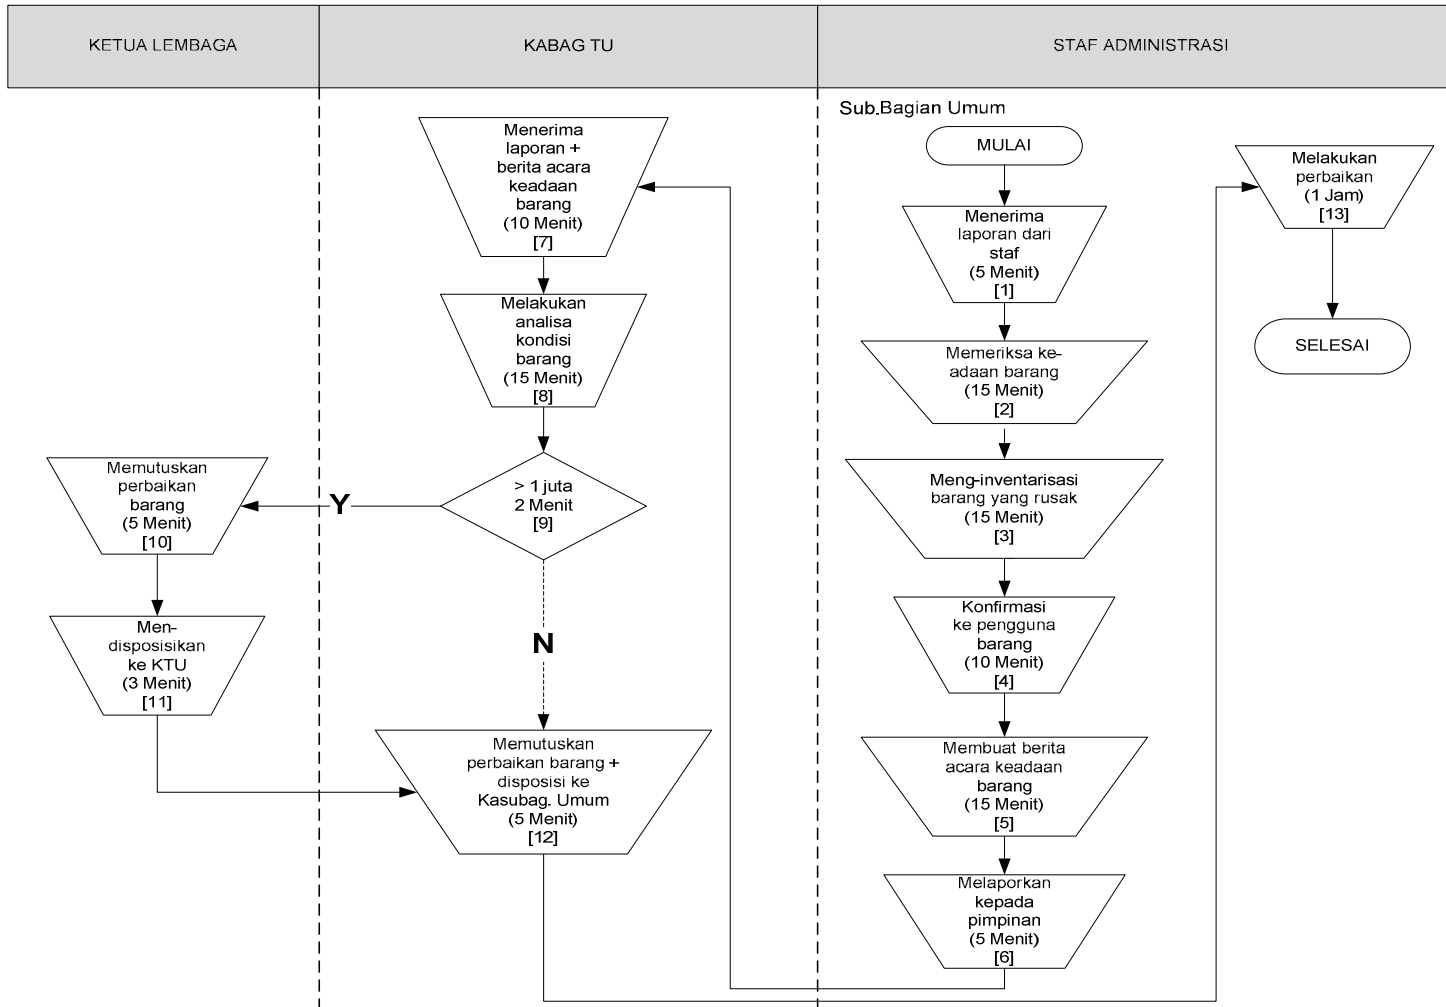 KETUA LEMBAGA
KABAG TU
STAF ADMINISTRASI
Sub.Bagian Umum
MULAI
Menerima
laporan dari
staf
(5 Menit)
[1]
Memeriksa ke-
adaan barang
(15 Menit)
[2]
Meng-inventarisasi
barang yang rusak
(15 Menit)
[3]
Konfirmasi
ke pengguna
barang
(10 Menit)
[4]
Membuat berita
acara keadaan
barang
(15 Menit)
[5]
Melaporkan
kepada
pimpinan
(5 Menit)
[6]
Menerima
laporan +
berita acara
keadaan
barang
(10 Menit)
[7]
Melakukan
analisa
kondisi
barang
(15 Menit)
[8]
> 1 juta
2 Menit
[9]
Y
N
Memutuskan
perbaikan
barang
(5 Menit)
[10]
Men-
disposisikan
ke KTU
(3 Menit)
[11]
Memutuskan
perbaikan barang +
disposisi ke
Kasubag. Umum
(5 Menit)
[12]
Melakukan
perbaikan
(1 Jam)
[13]
SELESAI